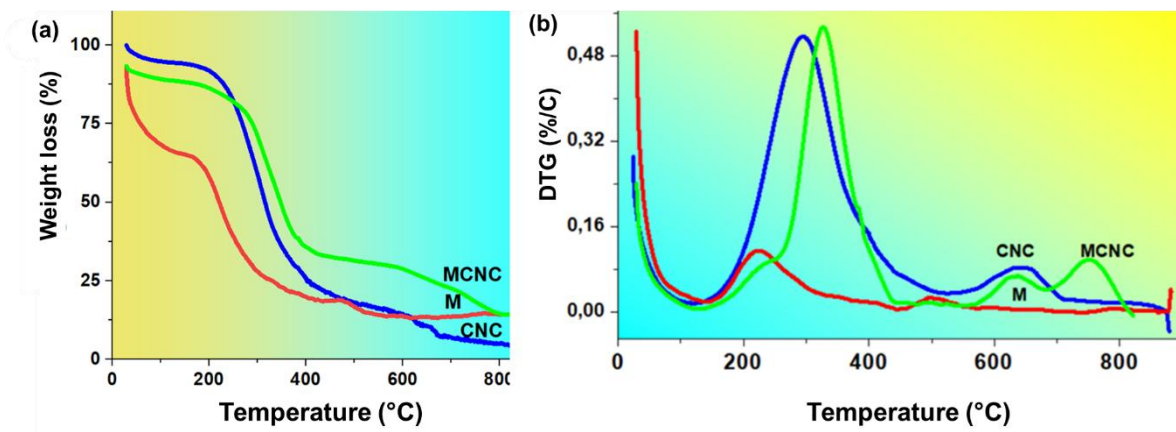 (a)
Weight loss (%)
100
75
50
25
0
MCNC
M
CNC
0 200 400 600 800
Temperature (°C)
(b)
DTG (%/C)
0,48
0,32
0,16
0,00
CNC
MCNC
M
0 200 400 600 800
Temperature (°C)